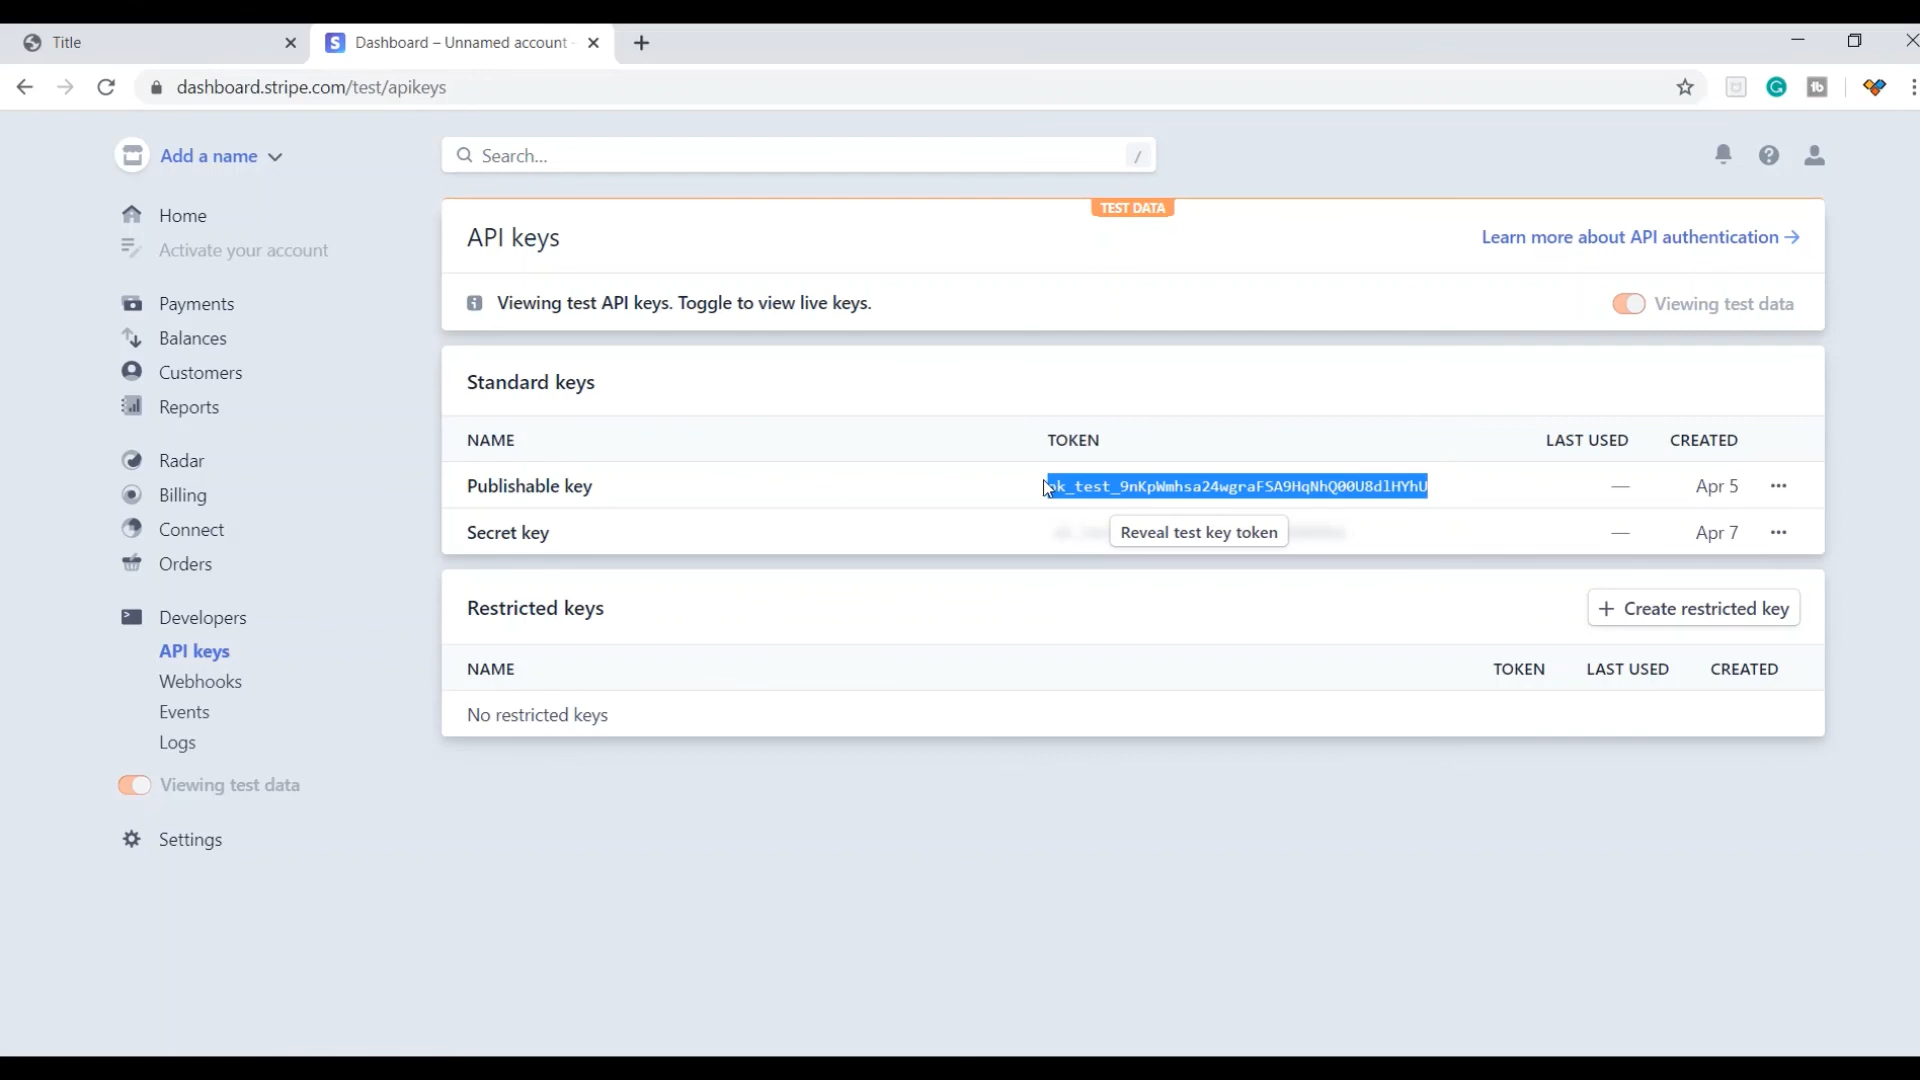 Title
Dashboard – Unnamed account
dashboard.stripe.com/test/apikeys
Add a name
Search...
/
Home
Activate your account
Payments
Balances
Customers
Reports
Radar
Billing
Connect
Orders
Developers
API keys
Webhooks
Events
Logs
Viewing test data
Settings
TEST DATA
API keys
Learn more about API authentication →
Viewing test API keys. Toggle to view live keys.
Viewing test data
Standard keys
NAME TOKEN LAST USED CREATED
Publishable key pk_test_9nKpWmhsa24wgraFSA9HqNhQ00U8dlHYhU — Apr 5 ...
Secret key Reveal test key token — Apr 7 ...
Restricted keys
+ Create restricted key
NAME TOKEN LAST USED CREATED
No restricted keys